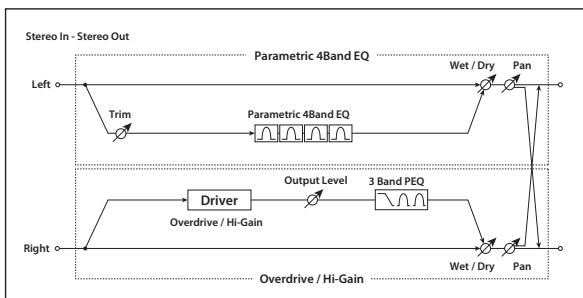 Stereo In - Stereo Out
Parametric 4Band EQ
Wet / Dry
Pan
Left
Trim
Parametric 4Band EQ
Output Level
3 Band PEQ
Driver
Overdrive / Hi-Gain
Right
Wet / Dry
Pan
Overdrive / Hi-Gain